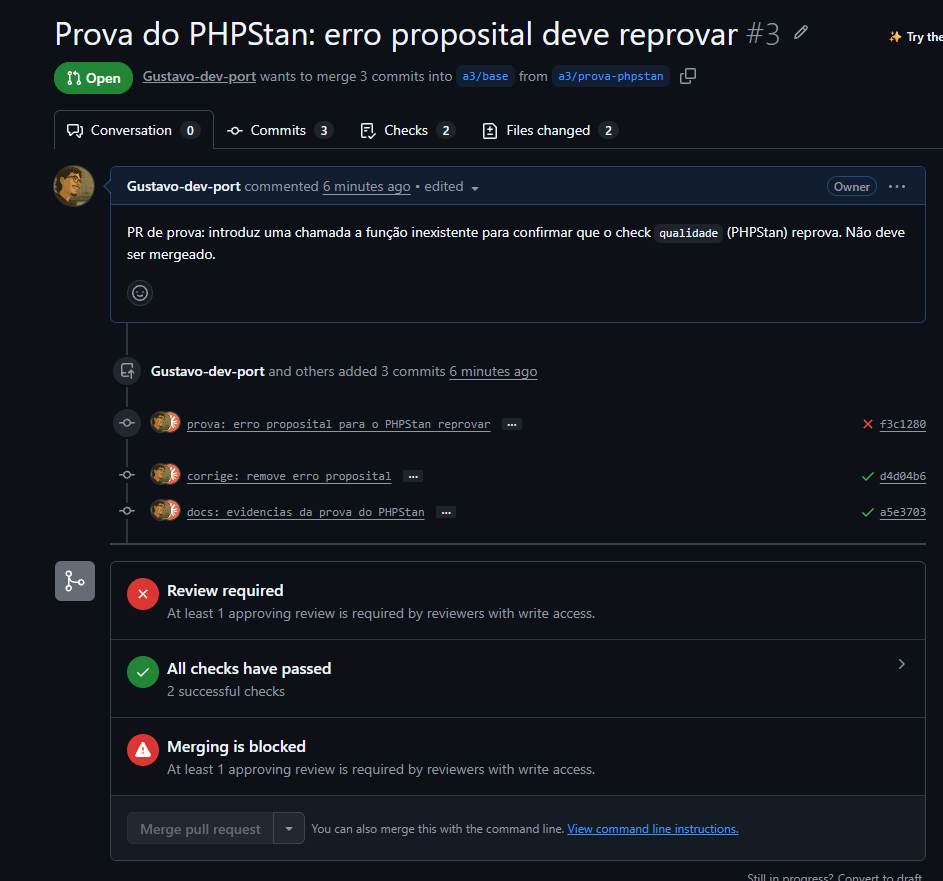 Prova do PHPStan: erro proposital deve reprovar #3
Try the
Open
Gustavo-dev-port wants to merge 3 commits into a3/base from a3/prova-phpstan
Conversation 0
Commits 3
Checks 2
Files changed 2
Gustavo-dev-port commented 6 minutes ago • edited
Owner
PR de prova: introduz uma chamada a função inexistente para confirmar que o check qualidade (PHPStan) reprova. Não deve
ser mergeado.
Gustavo-dev-port and others added 3 commits 6 minutes ago
prova: erro proposital para o PHPStan reprovar ... f3c1280
corrige: remove erro proposital ... d4d04b6
docs: evidencias da prova do PHPStan ... a5e3703
Review required
At least 1 approving review is required by reviewers with write access.
All checks have passed
2 successful checks
Merging is blocked
At least 1 approving review is required by reviewers with write access.
Merge pull request
You can also merge this with the command line. View command line instructions.
Still in progress? Convert to draft